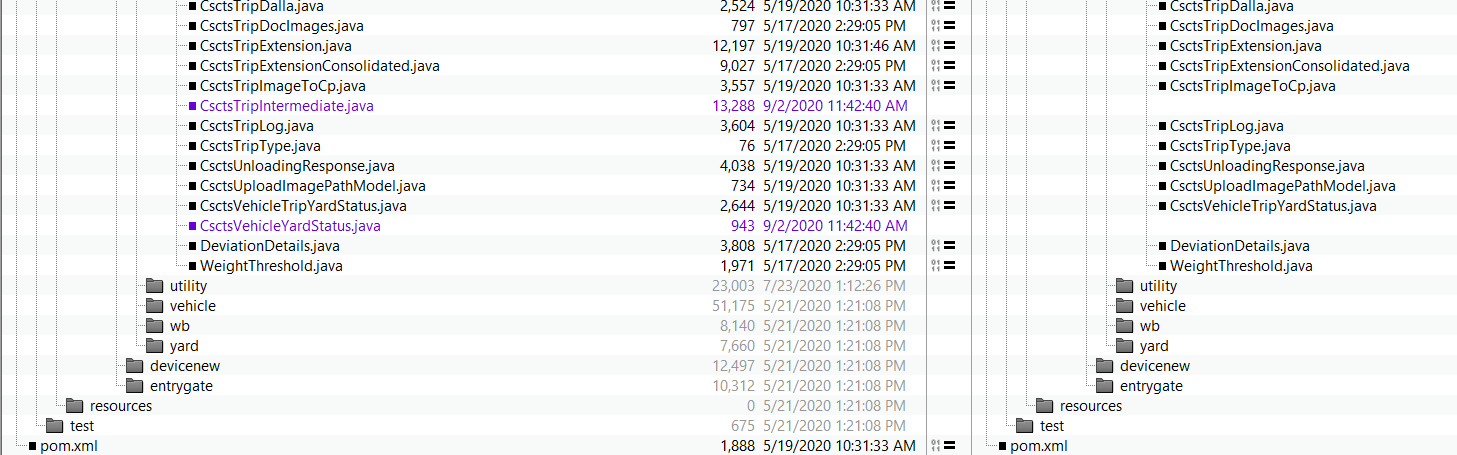 CsctsTripDalla.java 2,524 5/19/2020 10:31:33 AM = CsctsTripDalla.java
CsctsTripDocImages.java 797 5/17/2020 2:29:05 PM = CsctsTripDocImages.java
CsctsTripExtension.java 12,197 5/19/2020 10:31:46 AM = CsctsTripExtension.java
CsctsTripExtensionConsolidated.java 9,027 5/17/2020 2:29:05 PM = CsctsTripExtensionConsolidated.java
CsctsTripImageToCp.java 3,557 5/19/2020 10:31:33 AM = CsctsTripImageToCp.java
CsctsTripIntermediate.java 13,288 9/2/2020 11:42:40 AM
CsctsTripLog.java 3,604 5/19/2020 10:31:33 AM = CsctsTripLog.java
CsctsTripType.java 76 5/17/2020 2:29:05 PM = CsctsTripType.java
CsctsUnloadingResponse.java 4,038 5/19/2020 10:31:33 AM = CsctsUnloadingResponse.java
CsctsUploadImagePathModel.java 734 5/19/2020 10:31:33 AM = CsctsUploadImagePathModel.java
CsctsVehicleTripYardStatus.java 2,644 5/19/2020 10:31:33 AM = CsctsVehicleTripYardStatus.java
CsctsVehicleYardStatus.java 943 9/2/2020 11:42:40 AM
DeviationDetails.java 3,808 5/17/2020 2:29:05 PM = DeviationDetails.java
WeightThreshold.java 1,971 5/17/2020 2:29:05 PM = WeightThreshold.java
utility 23,003 7/23/2020 1:12:26 PM utility
vehicle 51,175 5/21/2020 1:21:08 PM vehicle
wb 8,140 5/21/2020 1:21:08 PM wb
yard 7,660 5/21/2020 1:21:08 PM yard
devicenew 12,497 5/21/2020 1:21:08 PM devicenew
entrygate 10,312 5/21/2020 1:21:08 PM entrygate
resources 0 5/21/2020 1:21:08 PM resources
test 675 5/21/2020 1:21:08 PM test
pom.xml 1,888 5/19/2020 10:31:33 AM = pom.xml